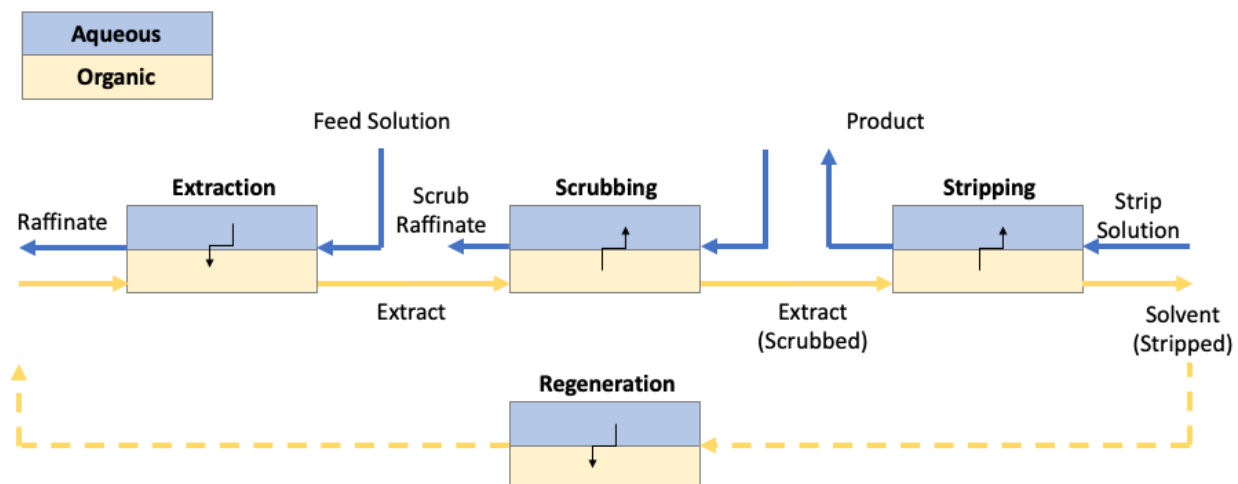 Aqueous
Organic
Feed Solution
Product
Extraction
Scrubbing
Stripping
Raffinate
Scrub
Raffinate
Strip
Solution
Extract
Extract
(Scrubbed)
Solvent
(Stripped)
Regeneration